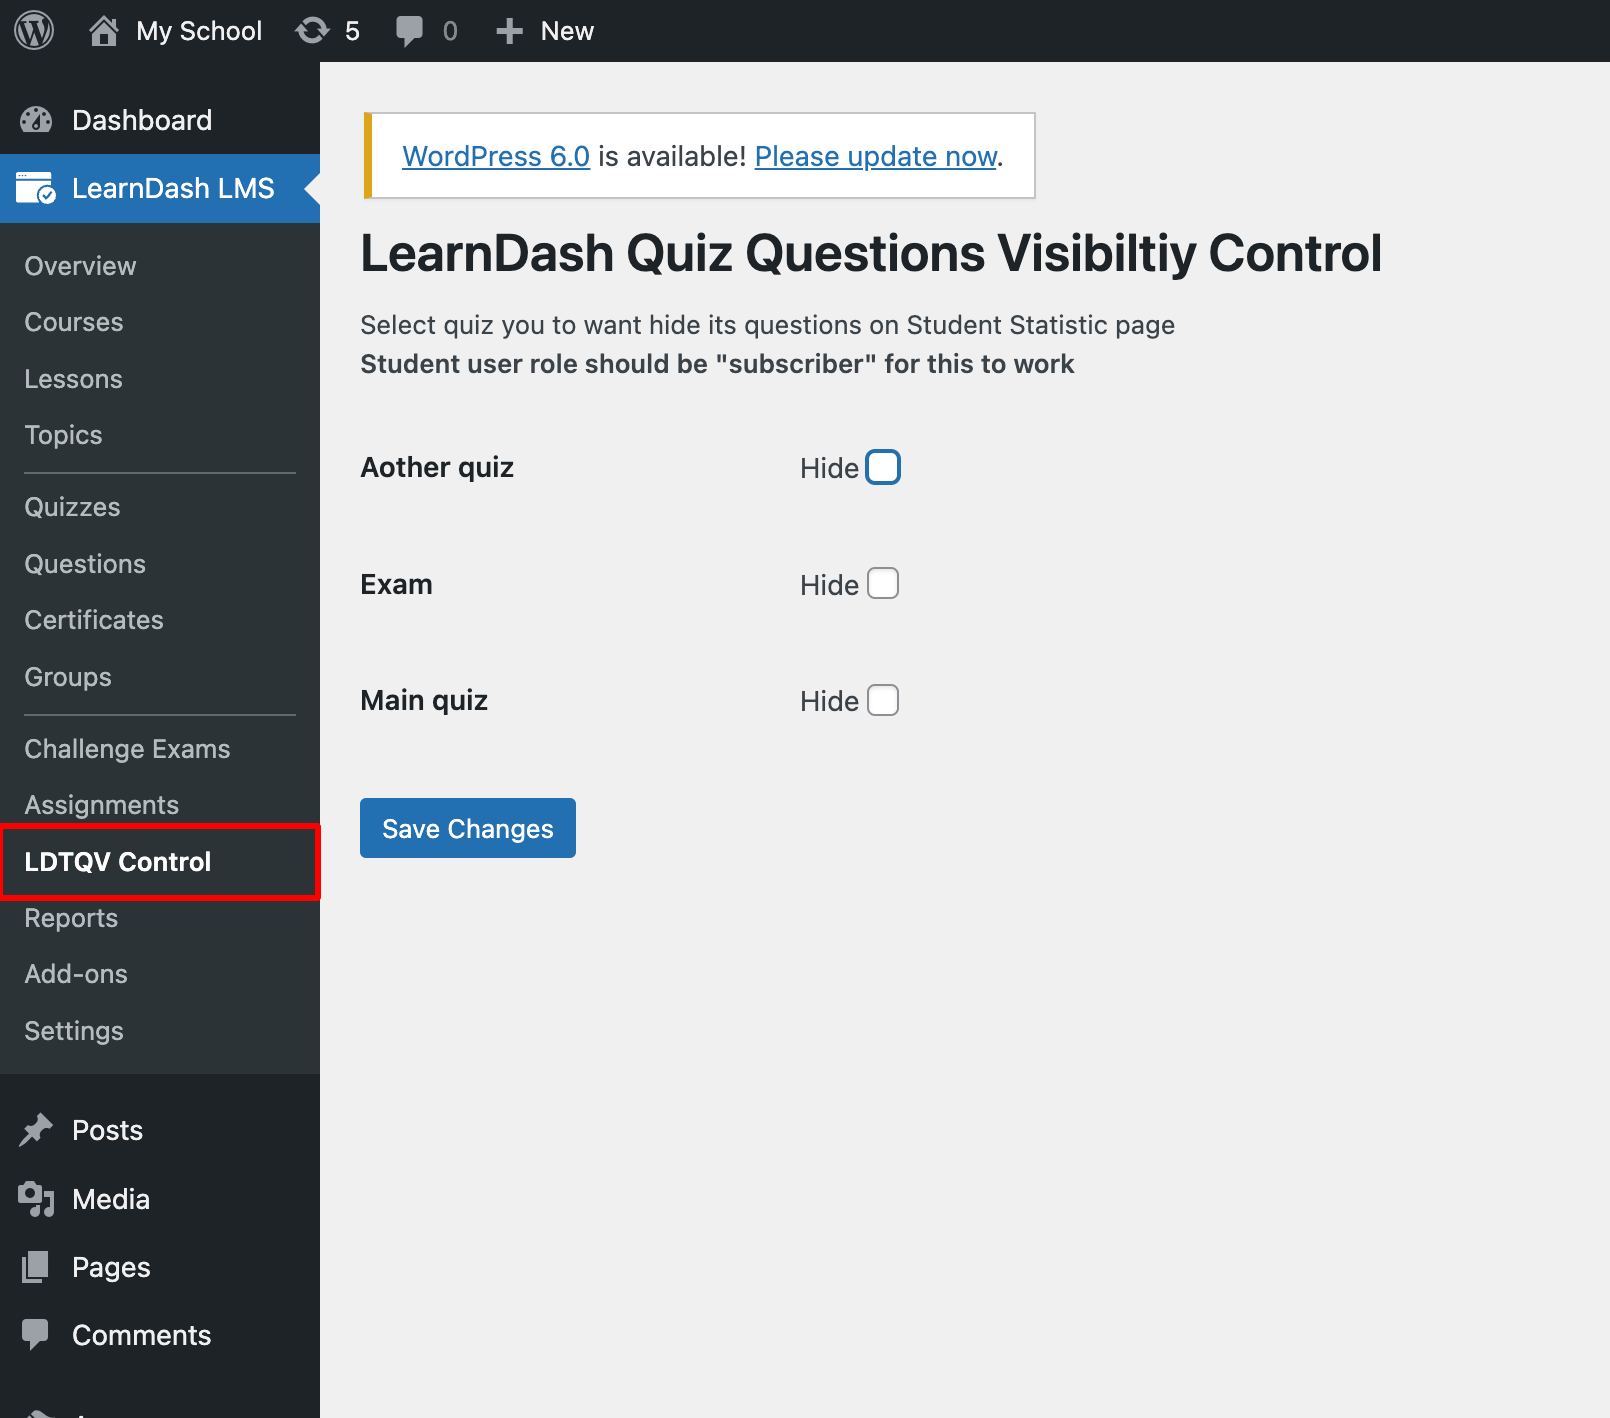 My School 5 0 New
Dashboard
LearnDash LMS
Overview
Courses
Lessons
Topics
Quizzes
Questions
Certificates
Groups
Challenge Exams
Assignments
LDTQV Control
Reports
Add-ons
Settings
Posts
Media
Pages
Comments
WordPress 6.0 is available! Please update now.
LearnDash Quiz Questions Visibiltiy Control
Select quiz you to want hide its questions on Student Statistic page
Student user role should be "subscriber" for this to work
Aother quiz Hide
Exam Hide
Main quiz Hide
Save Changes